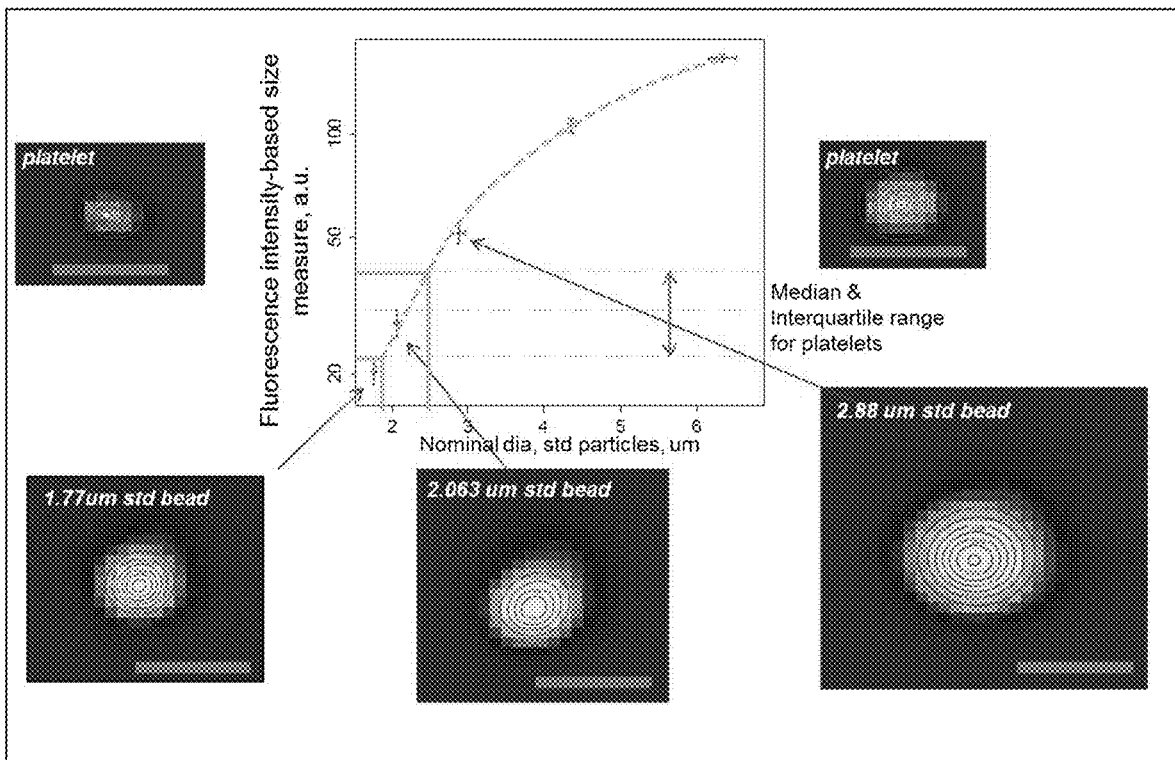 platelet
Fluorescence intensity-based size
measure, a.u.
100
50
20
2
3
4
5
6
Nominal dia, std particles, um
platelet
Median &
Interquartile range
for platelets
1.77um std bead
2.063 um std bead
2.88 um std bead